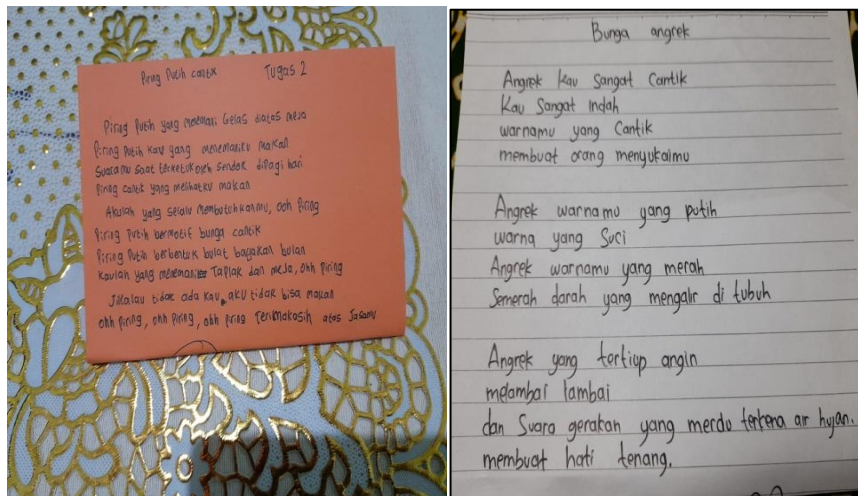 Piring Putih cantik Tugas 2
Piring Putih yang menemani Gelas diatas meja
Piring Putih kau yang menemaniku makan
Suaramu saat terketuk oleh sendok dipagi hari
Piring cantik yang melihatku makan
Akulah yang selalu membutuhkanmu, ooh Piring
Piring Putih bermotif bunga cantik
Piring Putih berbentuk bulat bagaikan bulan
Kaulah yang menemani Taplak dan meja, ohh piring
Jikalau tidak ada kau, aku tidak bisa makan
ohh piring, ohh piring, ohh piring Terimakasih atas Jasamu
Bunga angrek
Angrek kau Sangat Cantik
Kau Sangat Indah
warnamu yang Cantik
membuat orang menyukaimu
Angrek warnamu yang putih
warna yang Suci
Angrek warnamu yang merah
Semerah darah yang mengalir di tubuh
Angrek yang tertiup angin
melambai lambai
dan Suara gerakan yang merdu terkena air hujan.
membuat hati tenang.